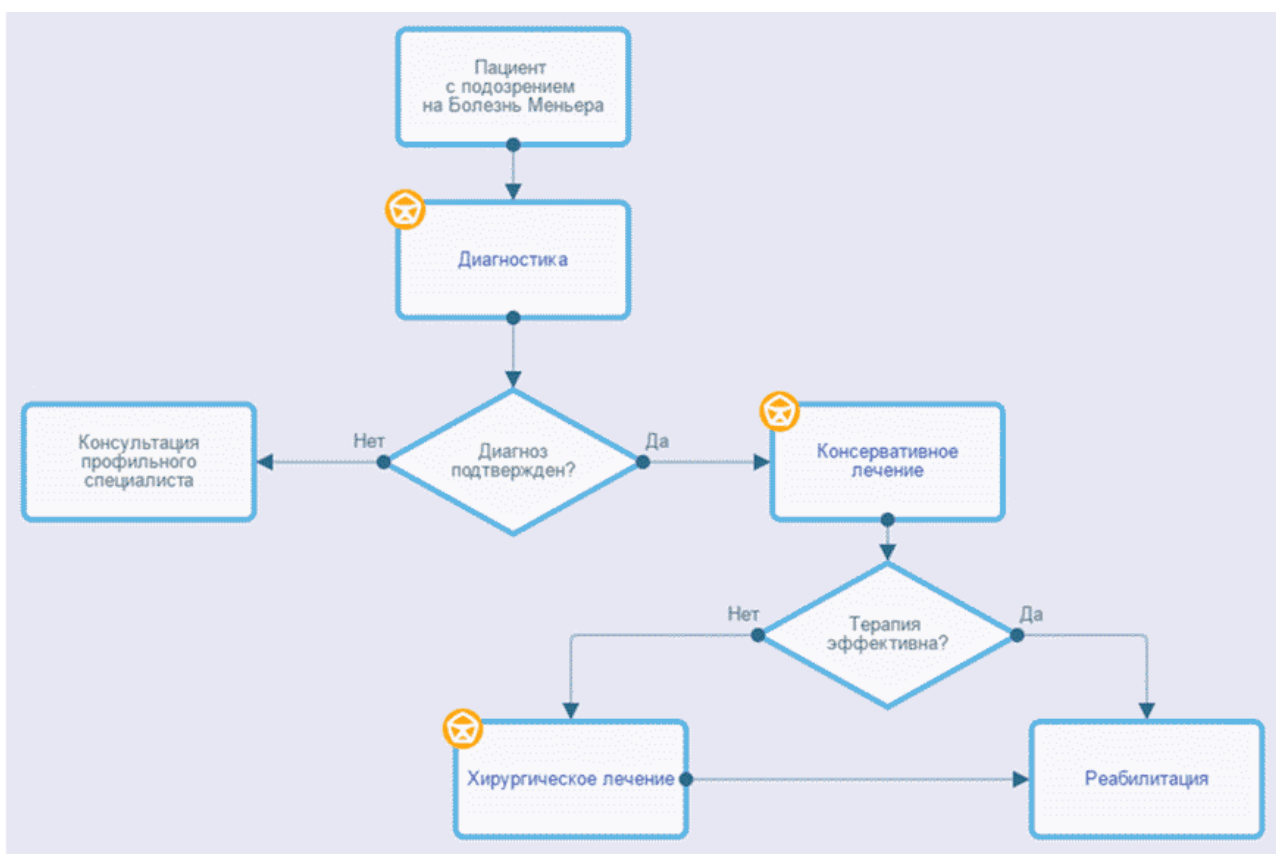 Пациент
с подозрением
на Болезнь Меньера
Диагностика
Консультация
профильного
специалиста
Нет
Диагноз
подтвержден?
Да
Консервативное
лечение
Нет
Терапия
эффективна?
Да
Хирургическое лечение
Реабилитация